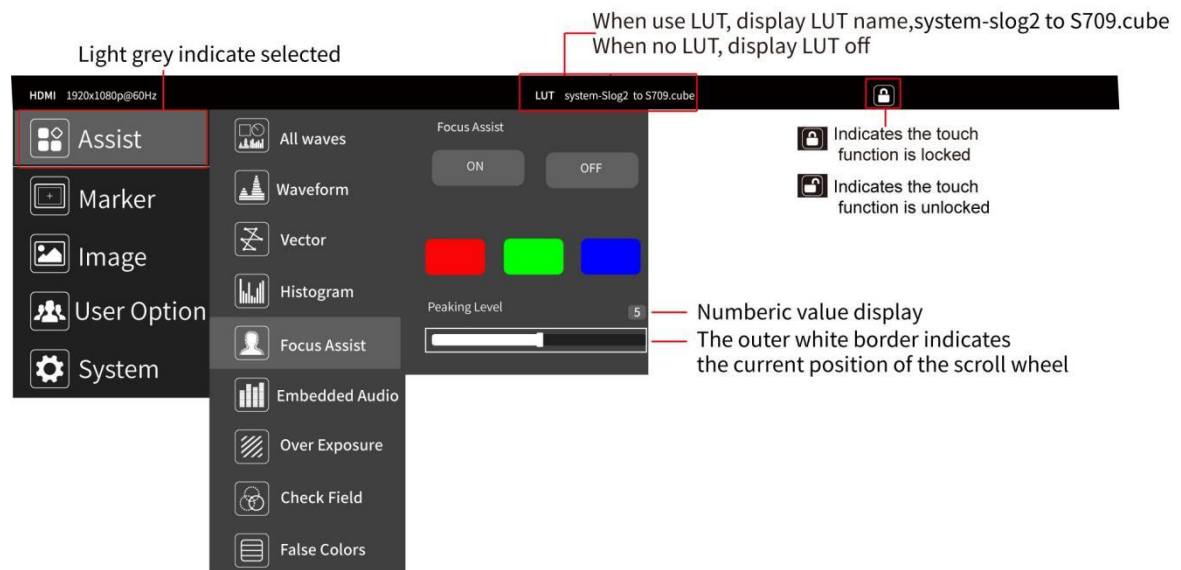 When use LUT, display LUT name,system-slog2 to S709.cube
When no LUT, display LUT off
Light grey indicate selected
HDMI 1920x1080p@60Hz
LUT system-Slog2 to S709.cube
Assist
Marker
Image
User Option
System
All waves
Waveform
Vector
Histogram
Focus Assist
Embedded Audio
Over Exposure
Check Field
False Colors
Focus Assist
ON
OFF
Peaking Level
5
Indicates the touch
function is locked
Indicates the touch
function is unlocked
Numberic value display
The outer white border indicates
the current position of the scroll wheel